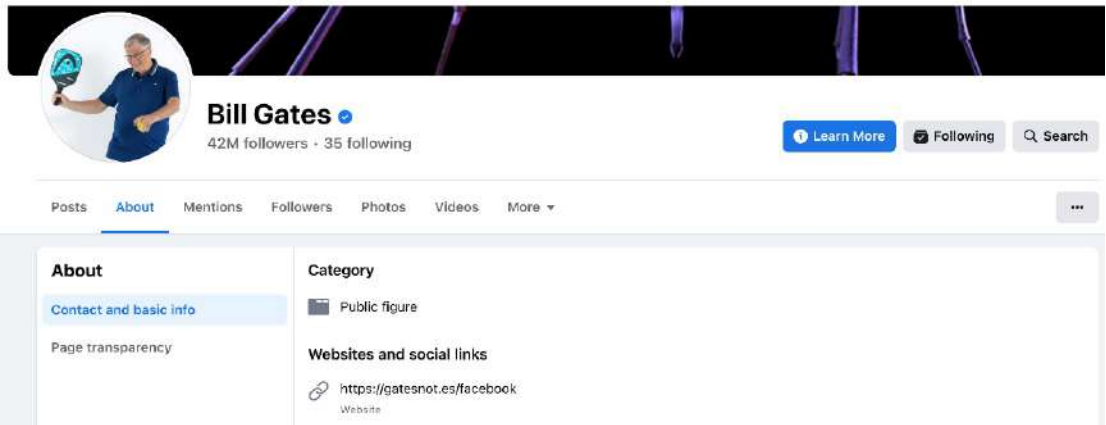 Bill Gates
42M followers · 35 following
Learn More
Following
Search
Posts About Mentions Followers Photos Videos More
About
Contact and basic info
Page transparency
Category
Public figure
Websites and social links
https://gatesnot.es/facebook
Website